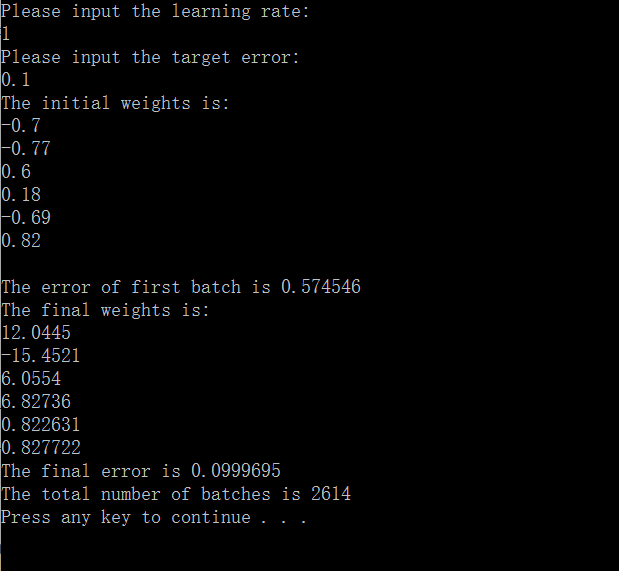 Please input the learning rate:
1
Please input the target error:
0.1
The initial weights is:
-0.7
-0.77
0.6
0.18
-0.69
0.82
The error of first batch is 0.574546
The final weights is:
12.0445
-15.4521
6.0554
6.82736
0.822631
0.827722
The final error is 0.0999695
The total number of batches is 2614
Press any key to continue . . .